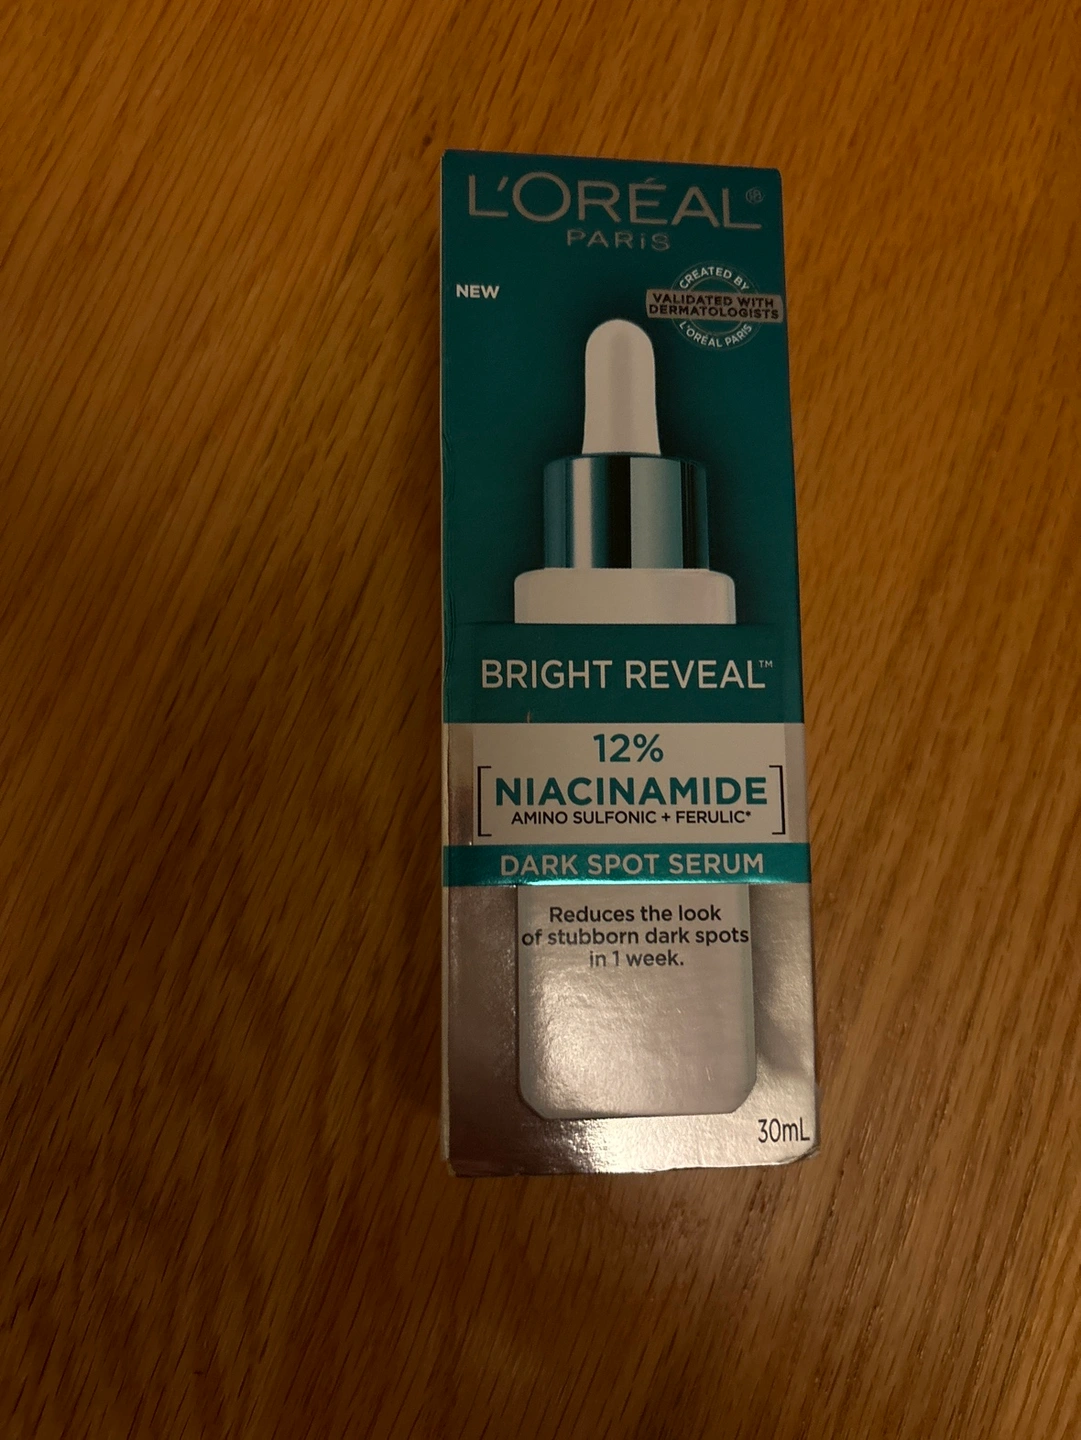 L'ORÉAL®
PARiS
NEW
CREATED BY
VALIDATED WITH
DERMATOLOGISTS
L'ORÉAL PARIS
BRIGHT REVEAL™
12%
[NIACINAMIDE
AMINO SULFONIC + FERULIC*]
DARK SPOT SERUM
Reduces the look
of stubborn dark spots
in 1 week.
30mL